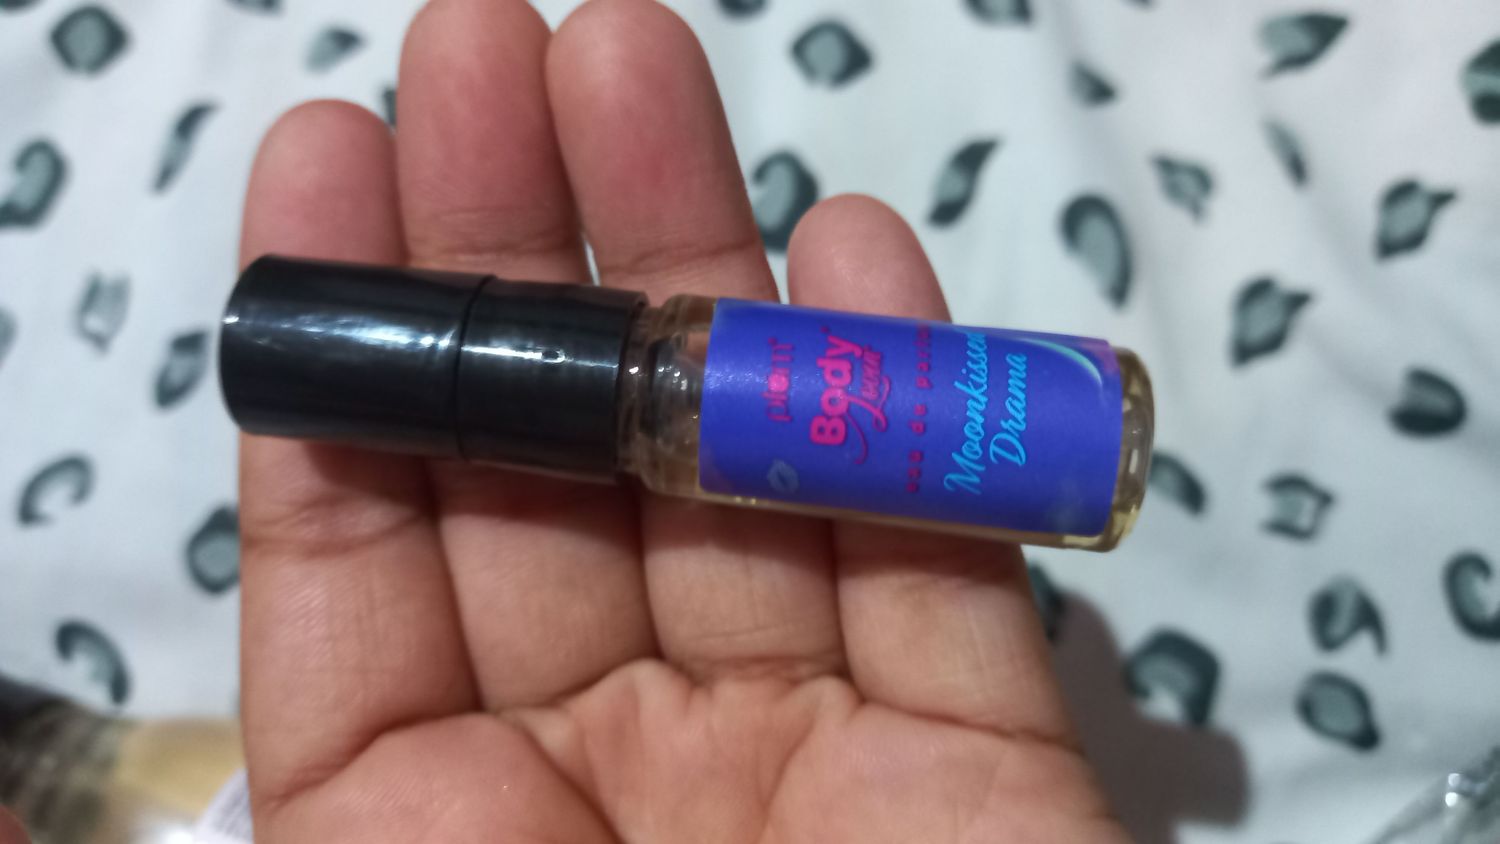 plum
Body
Lovin'
eau de parfum
Moonkissed
Drama